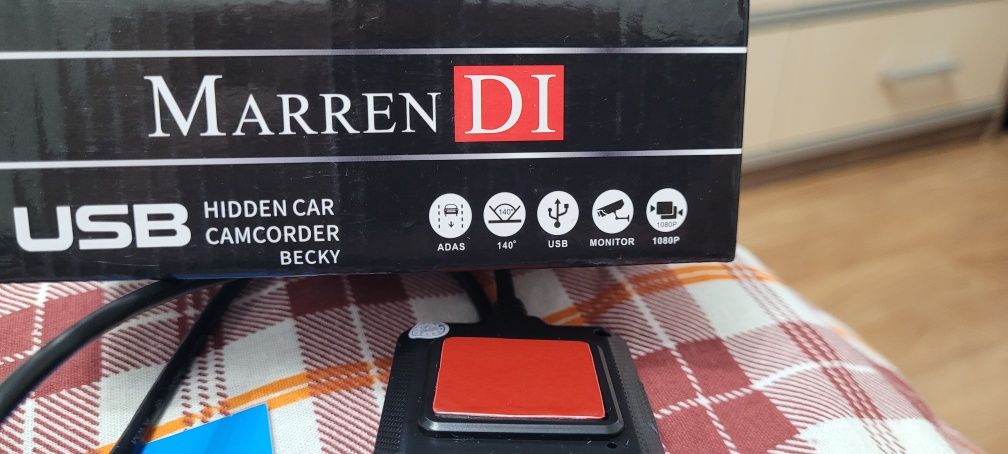 MARREN DI
USB HIDDEN CAR
CAMCORDER
BECKY
140°
1080P
ADAS 140° USB MONITOR 1080P